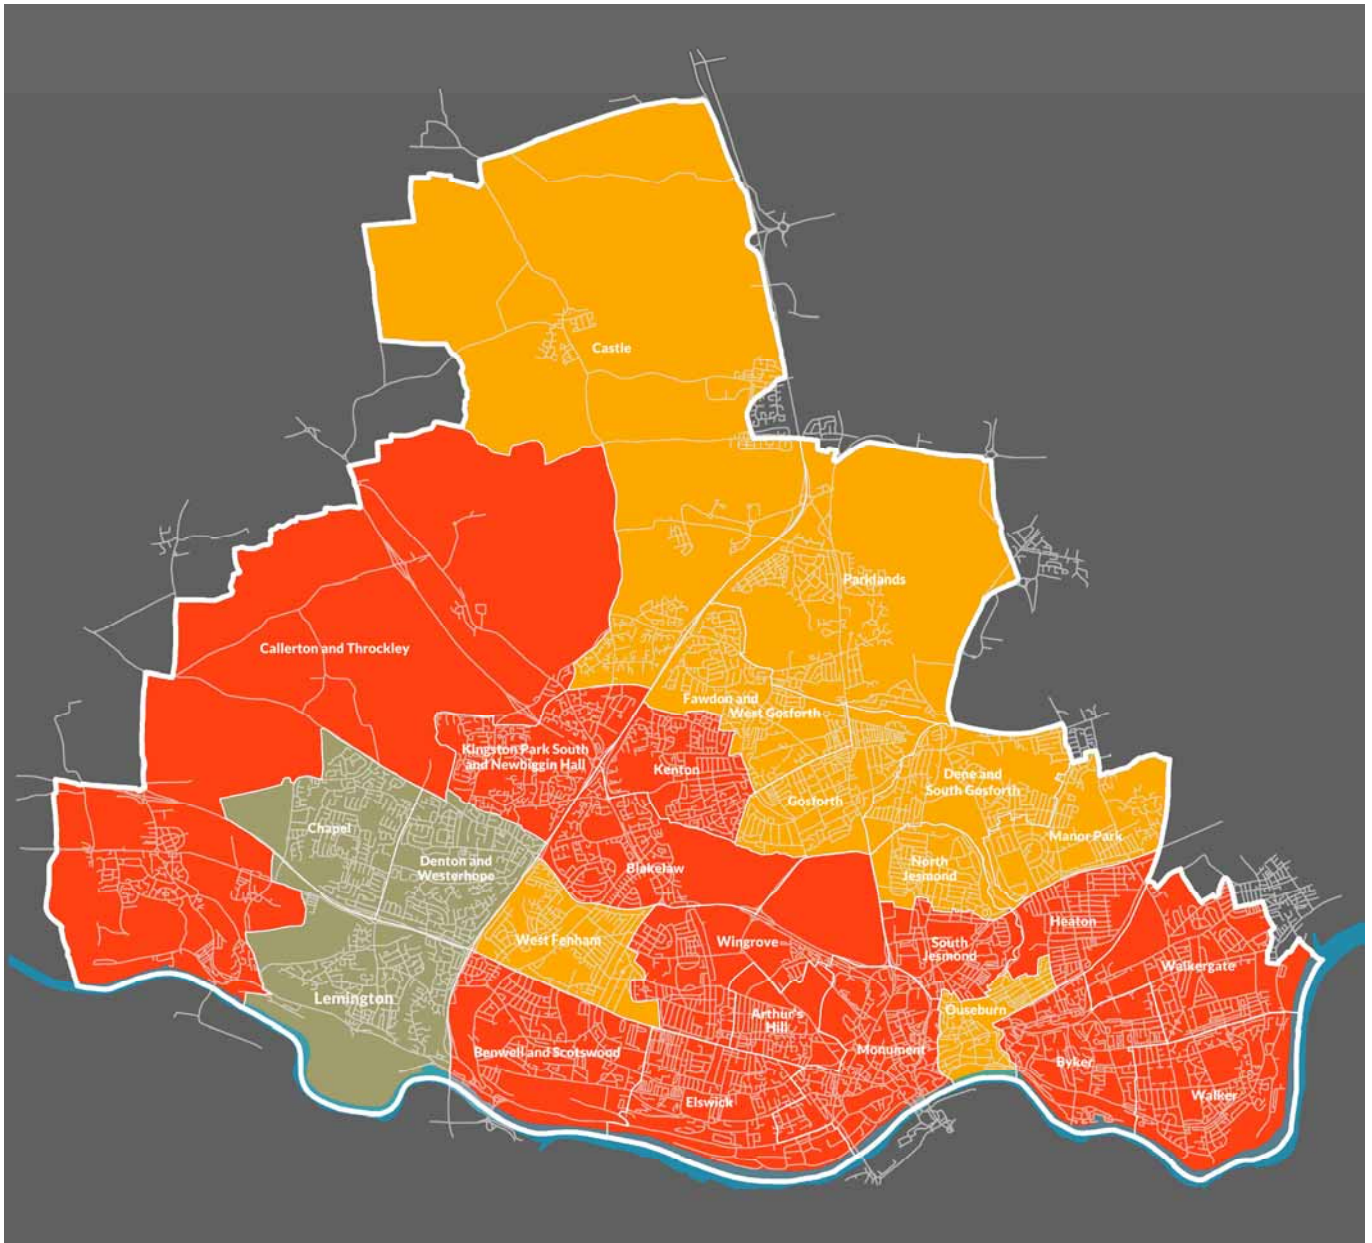 Castle
Parklands
Callerton and Throckley
Fawdon and
West Gosforth
Kingston Park South
and Newbiggin Hall
Kenton
Gosforth
Dene and
South Gosforth
Chapel
Manor Park
Denton and
Westerhope
Blakelaw
North
Jesmond
Heaton
West Fenham
Wingrove
South
Jesmond
Walkergate
Lemington
Arthur's
Hill
Ouseburn
Benwell and Scotswood
Monument
Byker
Elswick
Walker